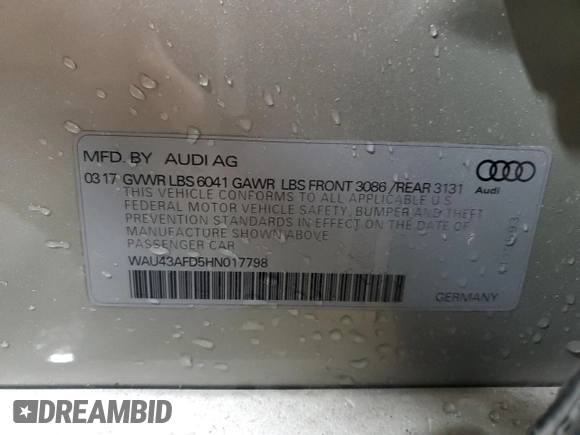 MFD. BY AUDI AG
03 17 GVWR LBS 6041 GAWR LBS FRONT 3086 /REAR 3131
THIS VEHICLE CONFORMS TO ALL APPLICABLE U.S
FEDERAL MOTOR VEHICLE SAFETY, BUMPER AND THEFT
PREVENTION STANDARDS IN EFFECT ON THE DATE OF
MANUFACTURE SHOWN ABOVE.
PASSENGER CAR
WAU43AFD5HN017798
Audi
GERMANY
DREAMBID